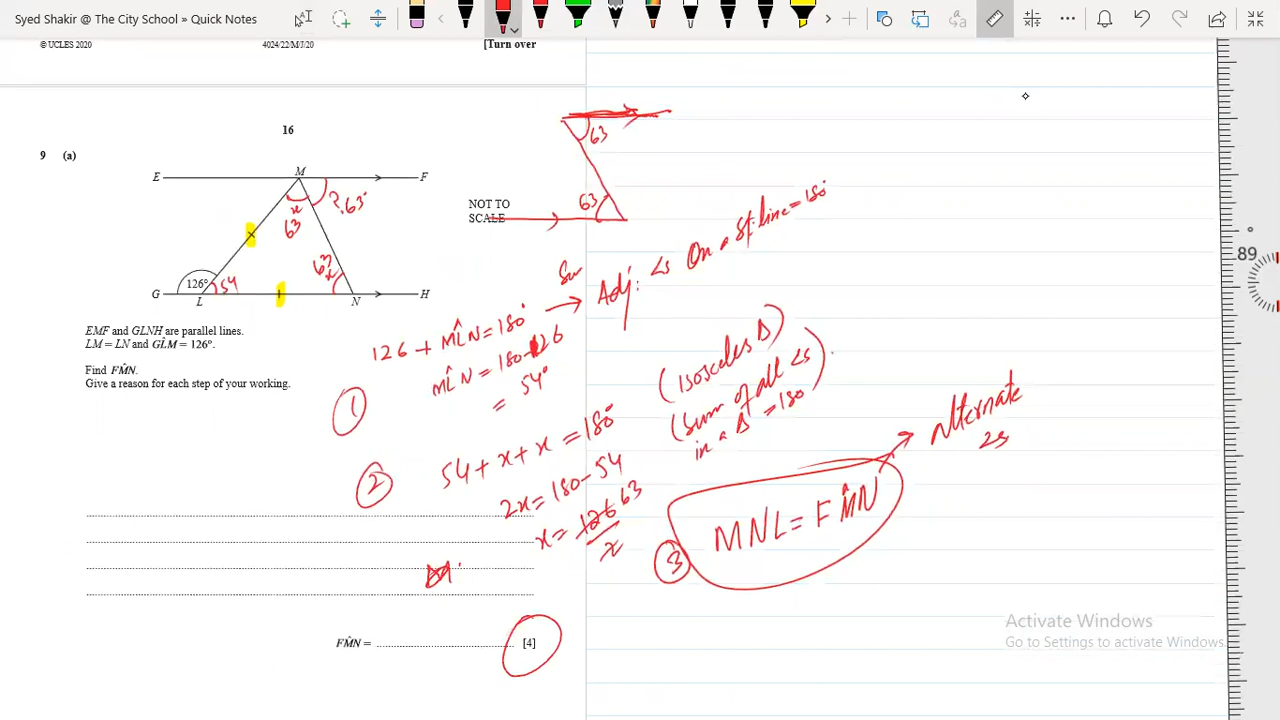 Syed Shakir @ The City School » Quick Notes
© UCLES 2020 4024/22/M/J/20 [Turn over
16
9 (a)
E M F
x
63
?.63°
126° 54
63
x
G L N H
NOT TO
SCALE
63
63
EMF and GLNH are parallel lines.
LM = LN and GL̂M = 126°.
Find FM̂N.
Give a reason for each step of your working.
FM̂N = ........................................ [4]
126 + ML̂N = 180°
Adj: ∠s On a St: line = 180°
ML̂N = 180 - 126
= 54°
1
(isosceles Δ)
(Sum of all ∠s
in a Δ = 180)
2
54 + x + x = 180°
2x = 180 - 54
x = 126 63
2
3
MNL = FM̂N
Alternate
∠s
89
Activate Windows
Go to Settings to activate Windows.